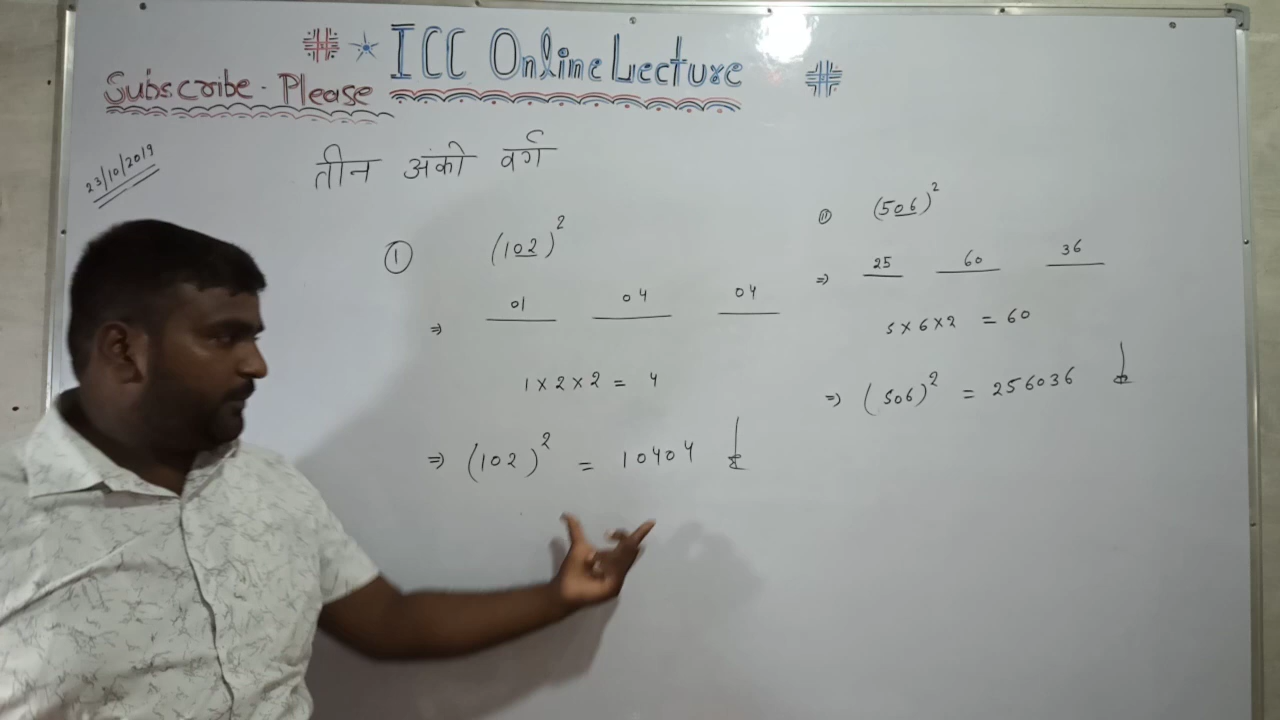 ICC Online Lecture
Subscribe. Please
23/10/2019
तीन अंको वर्ग
① (102)²
⇒ 01 04 04
1 × 2 × 2 = 4
⇒ (102)² = 10404
⑪ (506)²
⇒ 25 60 36
5 × 6 × 2 = 60
⇒ (506)² = 256036